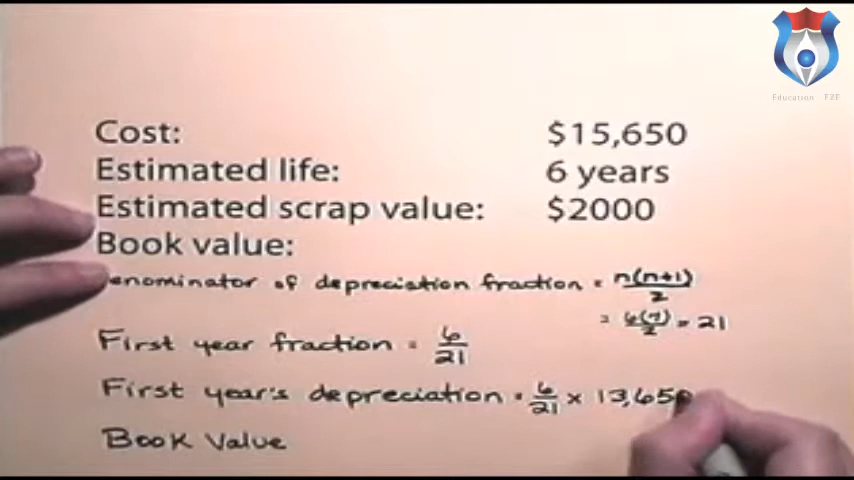 Education FZE
Cost: $15,650
Estimated life: 6 years
Estimated scrap value: $2000
Book value:
enominator of depreciation fraction = n(n+1)/2
= 6(7)/2 = 21
First year fraction = 6/21
First year's depreciation = 6/21 × 13,650
Book Value